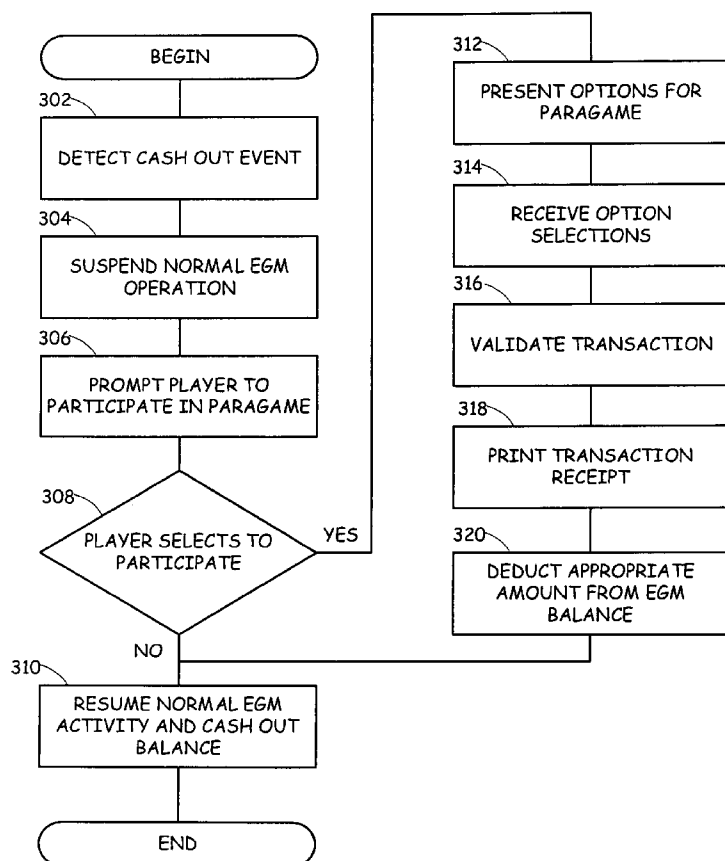 BEGIN
302
DETECT CASH OUT EVENT
304
SUSPEND NORMAL EGM
OPERATION
306
PROMPT PLAYER TO
PARTICIPATE IN PARAGAME
308
PLAYER SELECTS TO
PARTICIPATE
YES
NO
310
RESUME NORMAL EGM
ACTIVITY AND CASH OUT
BALANCE
END
312
PRESENT OPTIONS FOR
PARAGAME
314
RECEIVE OPTION
SELECTIONS
316
VALIDATE TRANSACTION
318
PRINT TRANSACTION
RECEIPT
320
DEDUCT APPROPRIATE
AMOUNT FROM EGM
BALANCE